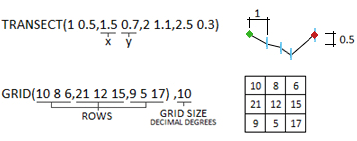 TRANSECT(1 0.5,1.5 0.7,2 1.1,2.5 0.3)
x y
1
0.5
GRID(10 8 6,21 12 15,9 5 17) ,10
ROWS
GRID SIZE
DECIMAL DEGREES
10 8 6
21 12 15
9 5 17